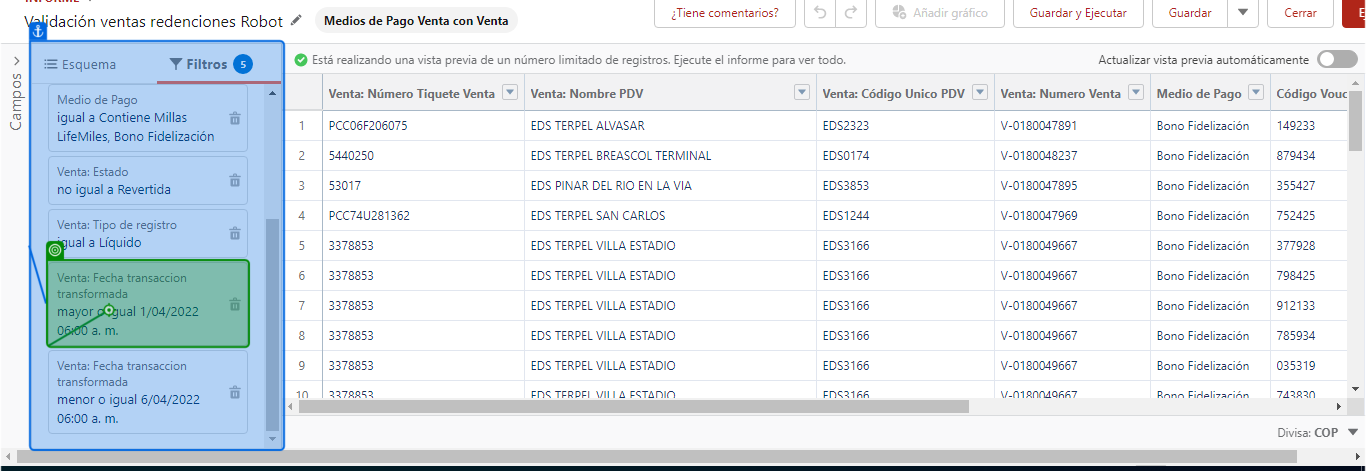 Validación ventas redenciones Robot
Medios de Pago Venta con Venta
¿Tiene comentarios?
Añadir gráfico
Guardar y Ejecutar
Guardar
Cerrar
Campos
Esquema
Filtros 5
Medio de Pago
igual a Contiene Millas
LifeMiles, Bono Fidelización
Venta: Estado
no igual a Revertida
Venta: Tipo de registro
igual a Líquido
Venta: Fecha transaccion
transformada
mayor o igual 1/04/2022
06:00 a. m.
Venta: Fecha transaccion
transformada
menor o igual 6/04/2022
06:00 a. m.
Está realizando una vista previa de un número limitado de registros. Ejecute el informe para ver todo.
Actualizar vista previa automáticamente
Venta: Número Tiquete Venta Venta: Nombre PDV Venta: Código Unico PDV Venta: Numero Venta Medio de Pago Código Vouc
1 PCC06F206075 EDS TERPEL ALVASAR EDS2323 V-0180047891 Bono Fidelización 149233
2 5440250 EDS TERPEL BREASCOL TERMINAL EDS0174 V-0180048237 Bono Fidelización 879434
3 53017 EDS PINAR DEL RIO EN LA VIA EDS3853 V-0180047895 Bono Fidelización 355427
4 PCC74U281362 EDS TERPEL SAN CARLOS EDS1244 V-0180047969 Bono Fidelización 752425
5 3378853 EDS TERPEL VILLA ESTADIO EDS3166 V-0180049667 Bono Fidelización 377928
6 3378853 EDS TERPEL VILLA ESTADIO EDS3166 V-0180049667 Bono Fidelización 798425
7 3378853 EDS TERPEL VILLA ESTADIO EDS3166 V-0180049667 Bono Fidelización 912133
8 3378853 EDS TERPEL VILLA ESTADIO EDS3166 V-0180049667 Bono Fidelización 785934
9 3378853 EDS TERPEL VILLA ESTADIO EDS3166 V-0180049667 Bono Fidelización 035319
10 3378853 EDS TERPEL VILLA ESTADIO EDS3166 V-0180049667 Bono Fidelización 743830
Divisa: COP